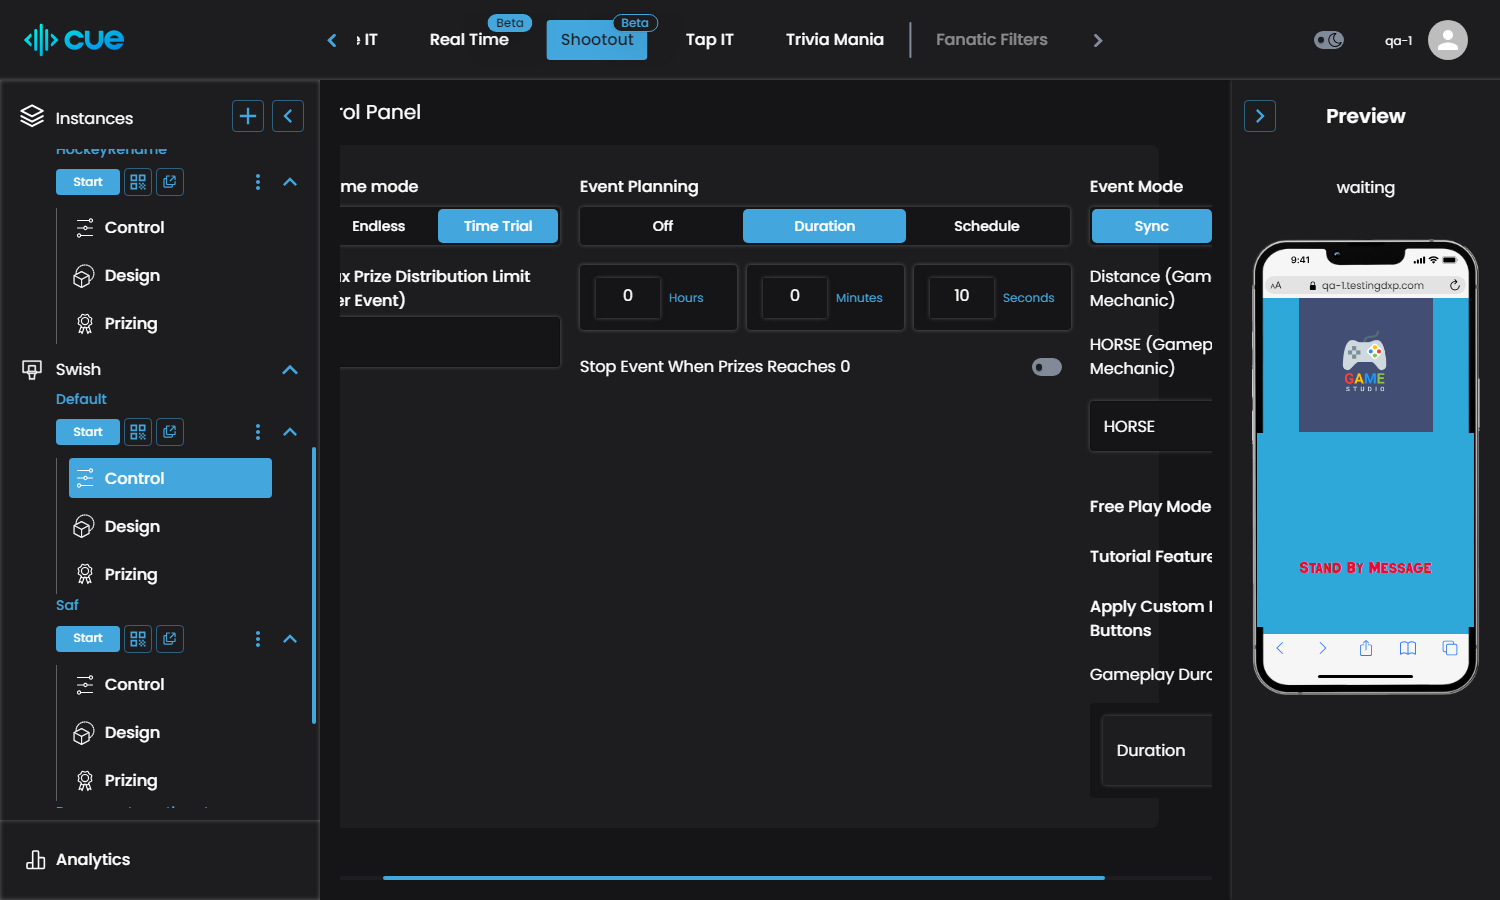 cue
IT
Real Time
Beta
Shootout
Beta
Tap IT
Trivia Mania
Fanatic Filters
qa-1
Instances
HockeyRename
Start
Control
Design
Prizing
Swish
Default
Start
Control
Design
Prizing
Saf
Start
Control
Design
Prizing
Analytics
rol Panel
me mode
Endless
Time Trial
ax Prize Distribution Limit
er Event)
Event Planning
Off
Duration
Schedule
0 Hours
0 Minutes
10 Seconds
Stop Event When Prizes Reaches 0
Event Mode
Sync
Distance (Gam
Mechanic)
HORSE (Gamep
Mechanic)
HORSE
Free Play Mode
Tutorial Feature
Apply Custom
Buttons
Gameplay Dura
Duration
Preview
waiting
9:41
AA
qa-1.testingdxp.com
GAME
STUDIO
Stand By Message